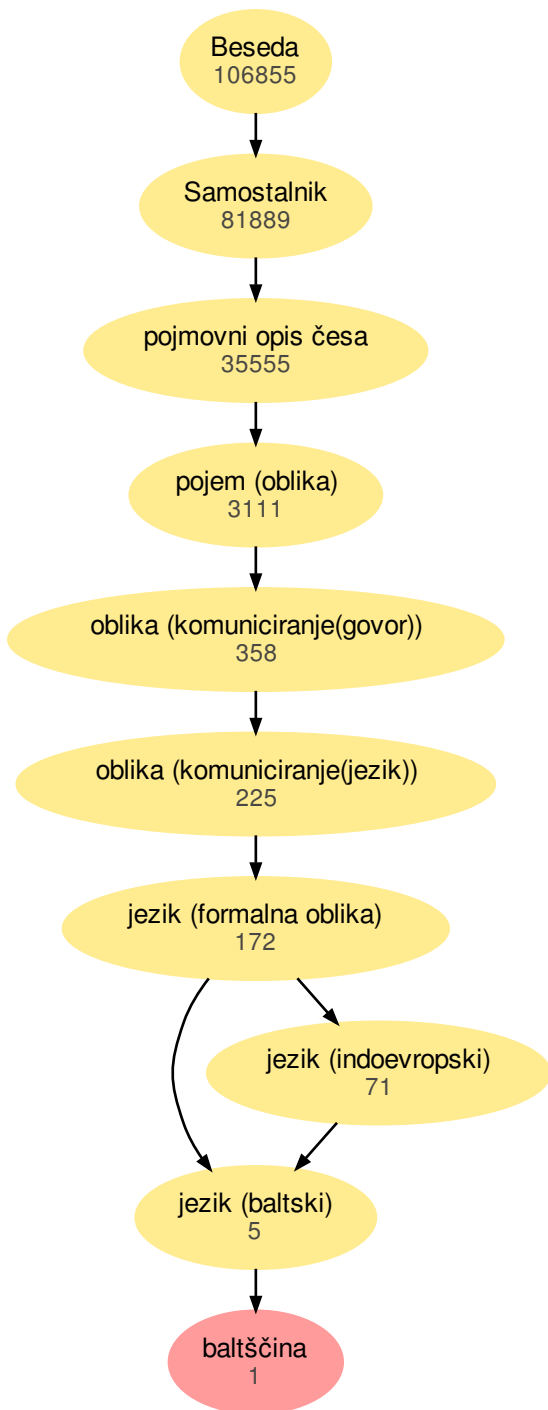 Beseda
106855
Samostalnik
81889
pojmovni opis česa
35555
pojem (oblika)
3111
oblika (komuniciranje(govor))
358
oblika (komuniciranje(jezik))
225
jezik (formalna oblika)
172
jezik (indoevropski)
71
jezik (baltski)
5
baltščina
1